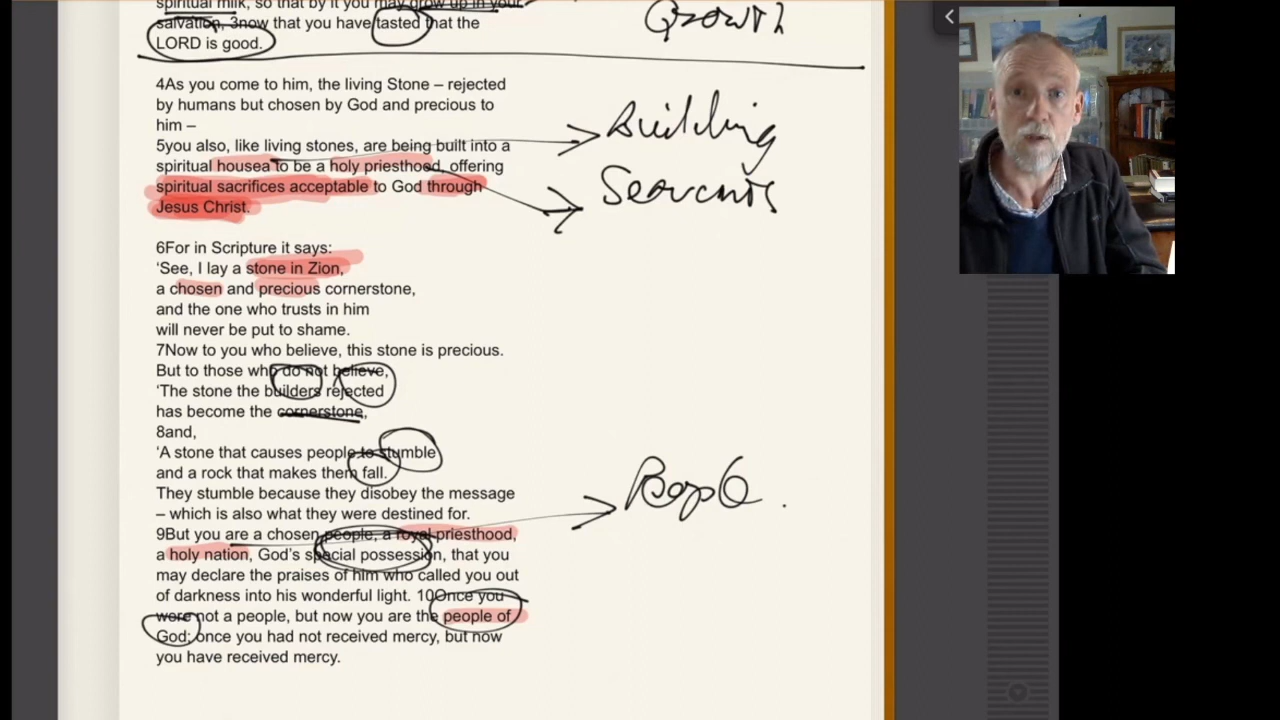 spiritual milk, so that by it you may grow up in your
salvation, 3now that you have tasted that the
LORD is good.
Growth
4As you come to him, the living Stone – rejected
by humans but chosen by God and precious to
him –
5you also, like living stones, are being built into a
spiritual housea to be a holy priesthood, offering
spiritual sacrifices acceptable to God through
Jesus Christ.
Building
Servants
6For in Scripture it says:
‘See, I lay a stone in Zion,
a chosen and precious cornerstone,
and the one who trusts in him
will never be put to shame.
7Now to you who believe, this stone is precious.
But to those who do not believe,
‘The stone the builders rejected
has become the cornerstone,
8and,
‘A stone that causes people to stumble
and a rock that makes them fall.
They stumble because they disobey the message
– which is also what they were destined for.
9But you are a chosen people, a royal priesthood,
a holy nation, God’s special possession, that you
may declare the praises of him who called you out
of darkness into his wonderful light. 10Once you
were not a people, but now you are the people of
God; once you had not received mercy, but now
you have received mercy.
People.